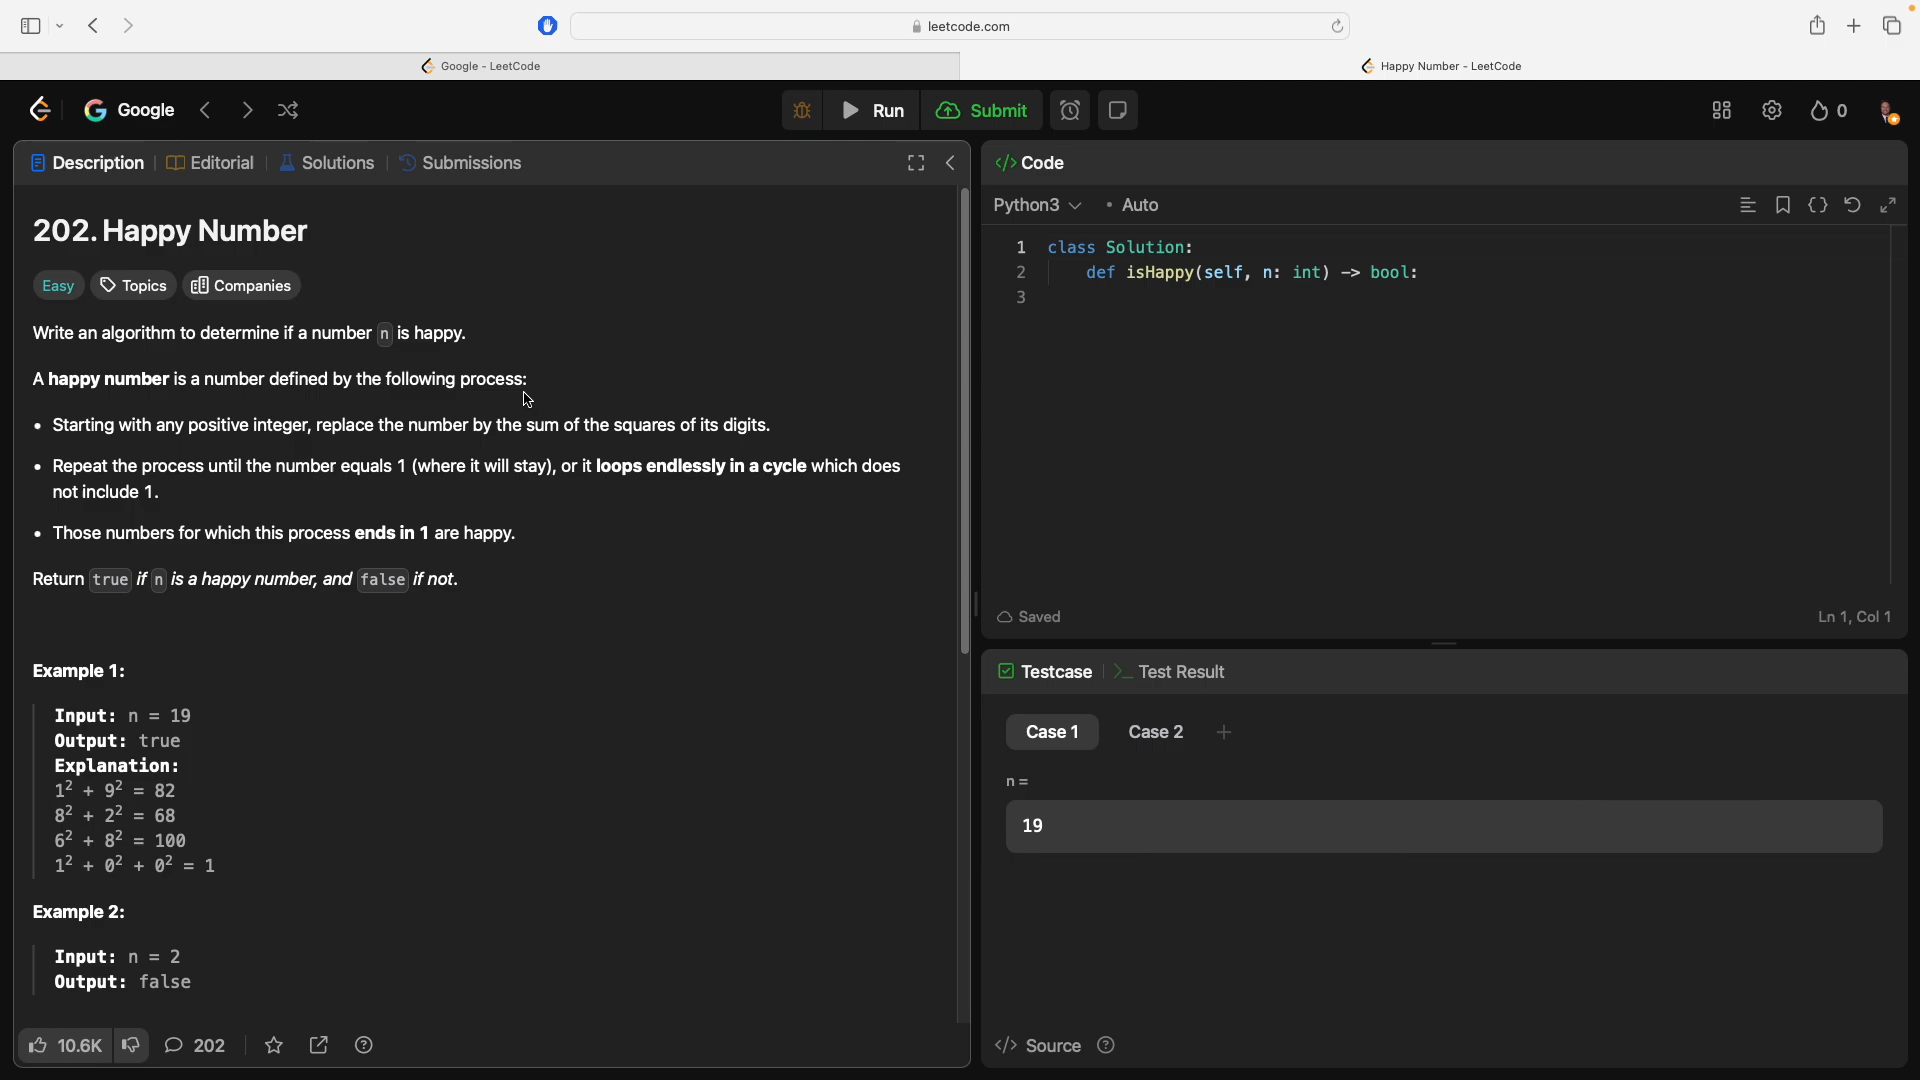 leetcode.com
Google - LeetCode
Happy Number - LeetCode
Google
Run
Submit
0
Description
Editorial
Solutions
Submissions
202. Happy Number
Easy
Topics
Companies
Write an algorithm to determine if a number n is happy.
A happy number is a number defined by the following process:
• Starting with any positive integer, replace the number by the sum of the squares of its digits.
• Repeat the process until the number equals 1 (where it will stay), or it loops endlessly in a cycle which does
not include 1.
• Those numbers for which this process ends in 1 are happy.
Return true if n is a happy number, and false if not.
Example 1:
Input: n = 19
Output: true
Explanation:
1² + 9² = 82
8² + 2² = 68
6² + 8² = 100
1² + 0² + 0² = 1
Example 2:
Input: n = 2
Output: false
10.6K
202
</> Code
Python3
• Auto
1 class Solution:
2 def isHappy(self, n: int) -> bool:
3
Saved
Ln 1, Col 1
Testcase
>_ Test Result
Case 1
Case 2
+
n =
19
</> Source